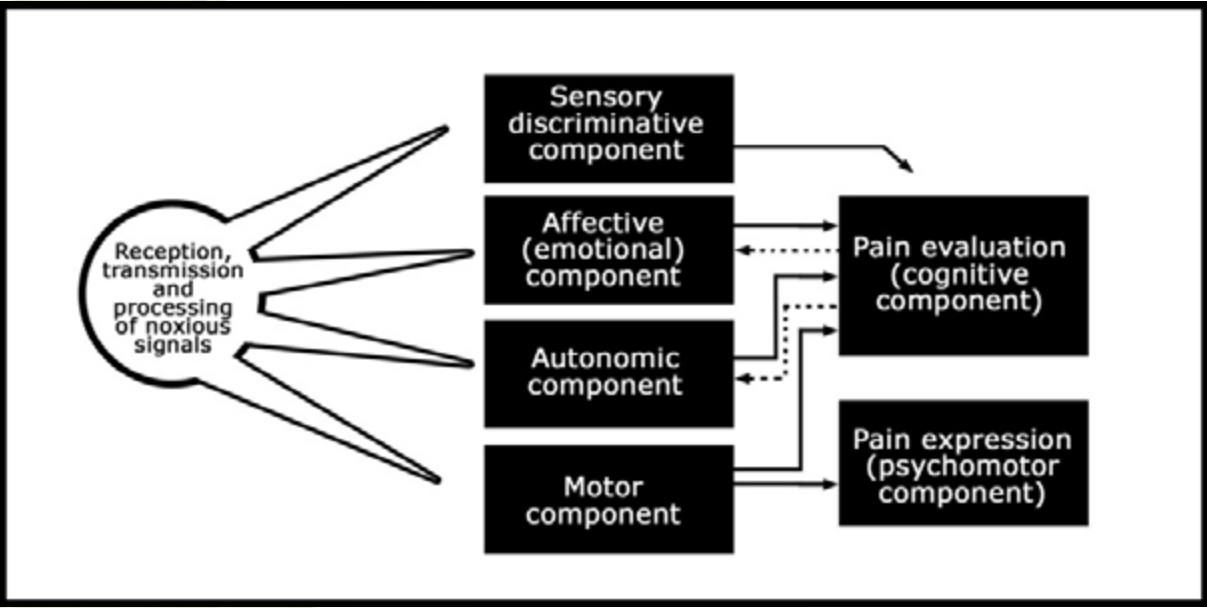 Reception,
transmission
and
processing
of noxious
signals
Sensory
discriminative
component
Affective
(emotional)
component
Autonomic
component
Motor
component
Pain evaluation
(cognitive
component)
Pain expression
(psychomotor
component)